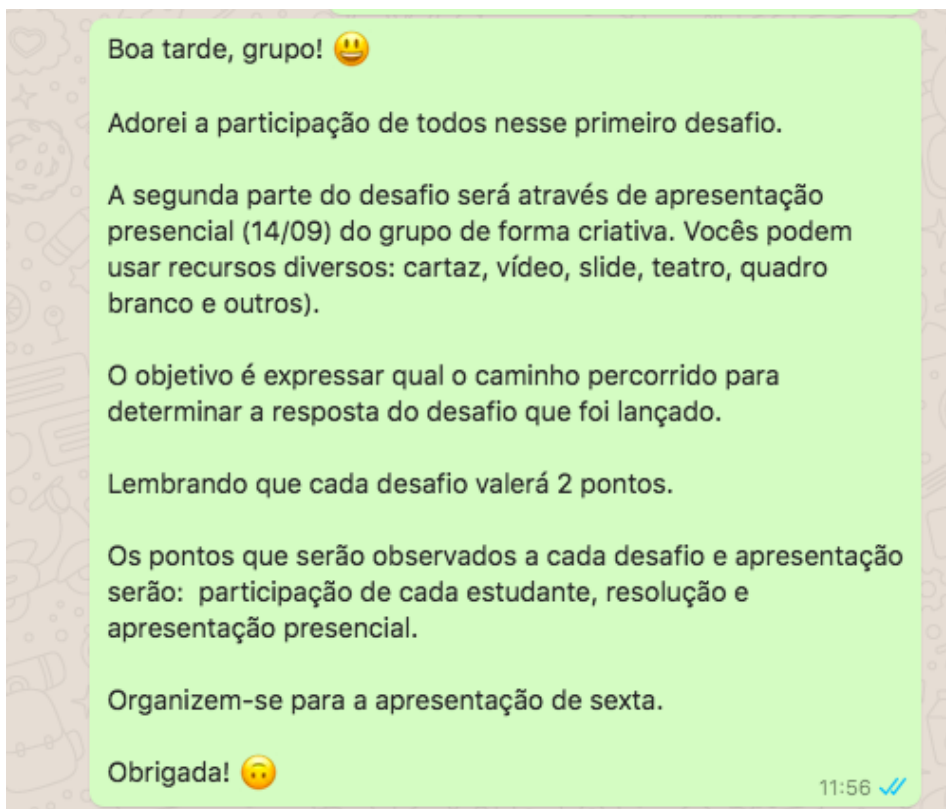 Boa tarde, grupo! 😃
Adorei a participação de todos nesse primeiro desafio.
A segunda parte do desafio será através de apresentação
presencial (14/09) do grupo de forma criativa. Vocês podem
usar recursos diversos: cartaz, vídeo, slide, teatro, quadro
branco e outros).
O objetivo é expressar qual o caminho percorrido para
determinar a resposta do desafio que foi lançado.
Lembrando que cada desafio valerá 2 pontos.
Os pontos que serão observados a cada desafio e apresentação
serão:  participação de cada estudante, resolução e
apresentação presencial.
Organizem-se para a apresentação de sexta.
Obrigada! 🙃
11:56